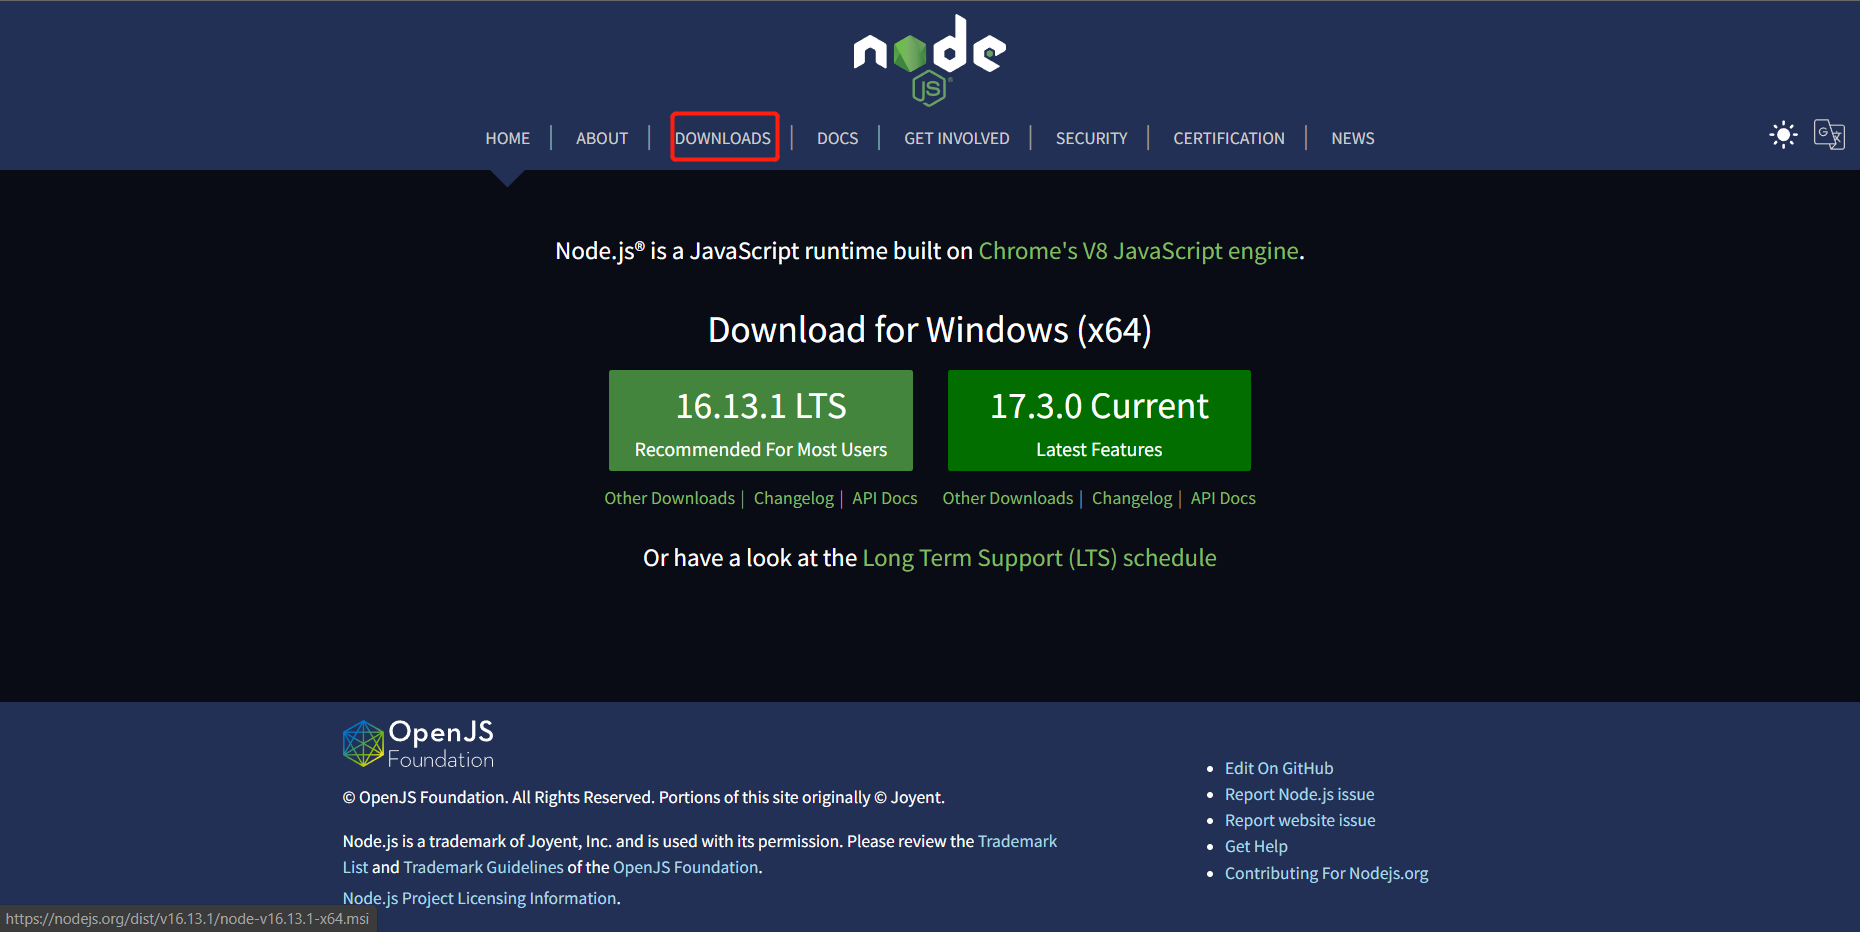 node
JS
HOME | ABOUT | DOWNLOADS | DOCS | GET INVOLVED | SECURITY | CERTIFICATION | NEWS
Node.js® is a JavaScript runtime built on Chrome's V8 JavaScript engine.
Download for Windows (x64)
16.13.1 LTS
Recommended For Most Users
17.3.0 Current
Latest Features
Other Downloads | Changelog | API Docs
Other Downloads | Changelog | API Docs
Or have a look at the Long Term Support (LTS) schedule
OpenJS
Foundation
© OpenJS Foundation. All Rights Reserved. Portions of this site originally © Joyent.
Node.js is a trademark of Joyent, Inc. and is used with its permission. Please review the Trademark
List and Trademark Guidelines of the OpenJS Foundation.
Node.js Project Licensing Information.
Edit On GitHub
Report Node.js issue
Report website issue
Get Help
Contributing For Nodejs.org
https://nodejs.org/dist/v16.13.1/node-v16.13.1-x64.msi